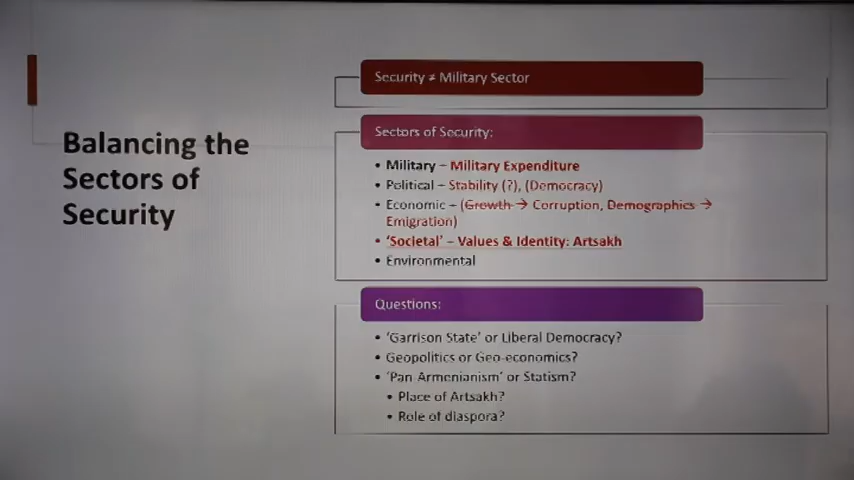 Balancing the
Sectors of
Security
Security ≠ Military Sector
Sectors of Security:
• Military – Military Expenditure
• Political – Stability (?), (Democracy)
• Economic – (Growth → Corruption, Demographics →
Emigration)
• ‘Societal’ – Values & Identity: Artsakh
• Environmental
Questions:
• ‘Garrison State’ or Liberal Democracy?
• Geopolitics or Geo-economics?
• ‘Pan-Armenianism’ or Statism?
• Place of Artsakh?
• Role of diaspora?